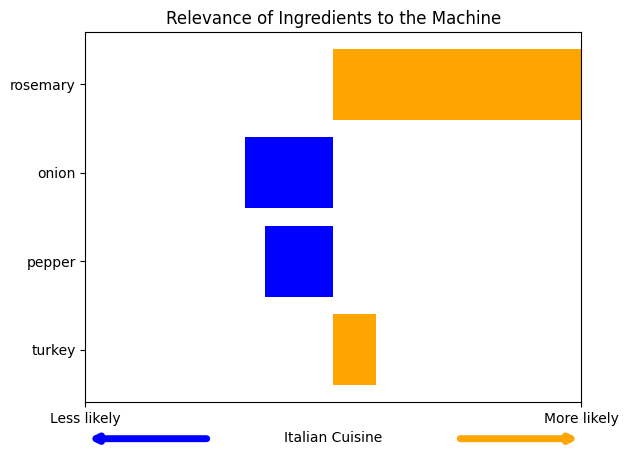 Relevance of Ingredients to the Machine
rosemary
onion
pepper
turkey
Less likely
More likely
Italian Cuisine